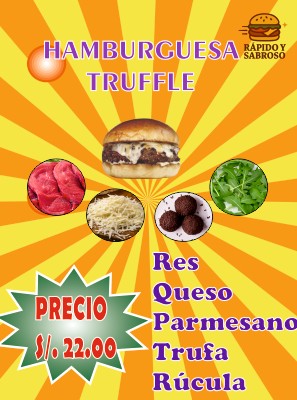 HAMBURGUESA
TRUFFLE
RÁPIDO Y
SABROSO
PRECIO
S/. 22.00
Res
Queso
Parmesano
Trufa
Rúcula